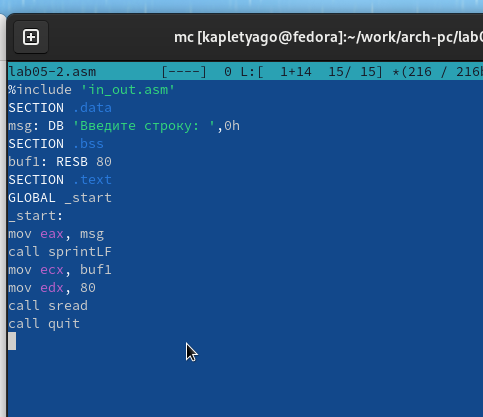 mc [kapletyago@fedora]:~/work/arch-pc/lab0
lab05-2.asm [----] 0 L:[ 1+14 15/ 15] *(216 / 216b
%include 'in_out.asm'
SECTION .data
msg: DB 'Введите строку: ',0h
SECTION .bss
buf1: RESB 80
SECTION .text
GLOBAL _start
_start:
mov eax, msg
call sprintLF
mov ecx, buf1
mov edx, 80
call sread
call quit